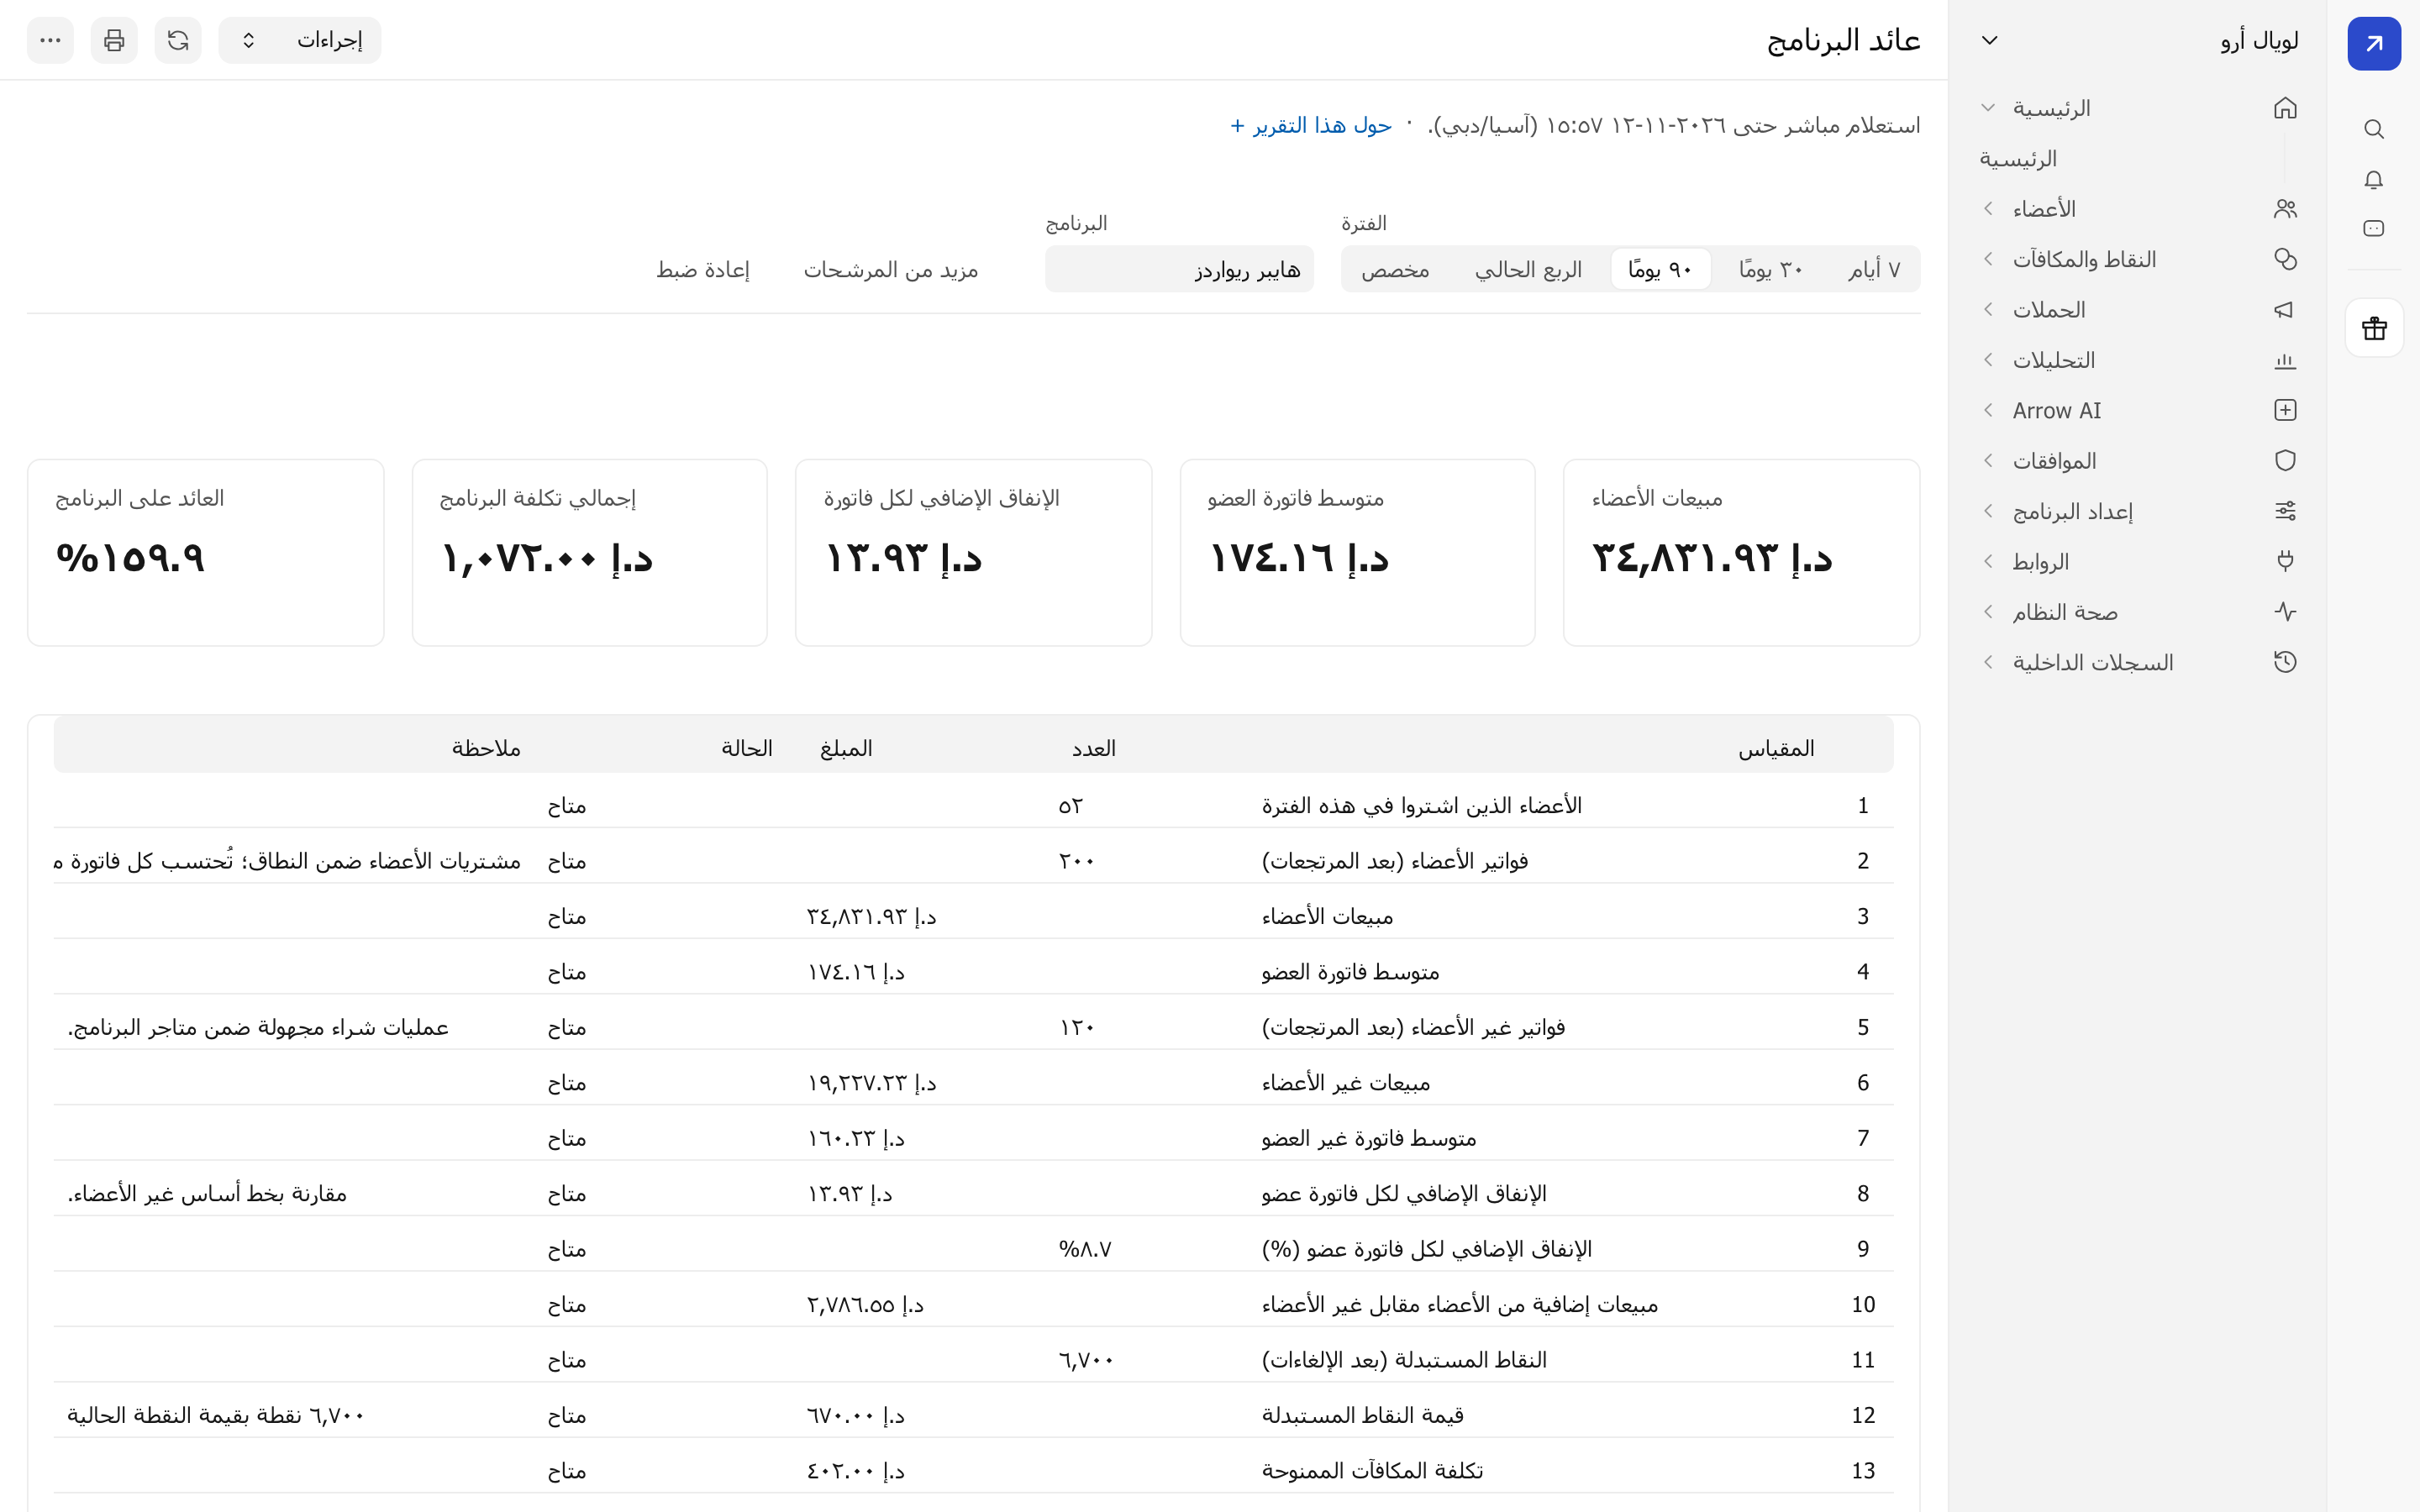 لويال أرو
الرئيسية
الرئيسية
الأعضاء
النقاط والمكافآت
الحملات
التحليلات
Arrow AI
الموافقات
إعداد البرنامج
الروابط
صحة النظام
السجلات الداخلية
عائد البرنامج
إجراءات
استعلام مباشر حتى ٢٠٢٦-١١-١٢ ١٥:٥٧ (آسيا/دبي). · حول هذا التقرير +
الفترة
البرنامج
٧ أيام ٣٠ يومًا ٩٠ يومًا الربع الحالي مخصص
هايبر ريواردز
مزيد من المرشحات
إعادة ضبط
مبيعات الأعضاء
د.إ ٣٤,٨٣١.٩٣
متوسط فاتورة العضو
د.إ ١٧٤.١٦
الإنفاق الإضافي لكل فاتورة
د.إ ١٣.٩٣
إجمالي تكلفة البرنامج
د.إ ١,٠٧٢.٠٠
العائد على البرنامج
١٥٩.٩%
المقياس العدد المبلغ الحالة ملاحظة
1 الأعضاء الذين اشتروا في هذه الفترة ٥٢ متاح
2 فواتير الأعضاء (بعد المرتجعات) ٢٠٠ متاح مشتريات الأعضاء ضمن النطاق؛ تُحتسب كل فاتورة م
3 مبيعات الأعضاء د.إ ٣٤,٨٣١.٩٣ متاح
4 متوسط فاتورة العضو د.إ ١٧٤.١٦ متاح
5 فواتير غير الأعضاء (بعد المرتجعات) ١٢٠ متاح عمليات شراء مجهولة ضمن متاجر البرنامج.
6 مبيعات غير الأعضاء د.إ ١٩,٢٢٧.٢٣ متاح
7 متوسط فاتورة غير العضو د.إ ١٦٠.٢٣ متاح
8 الإنفاق الإضافي لكل فاتورة عضو د.إ ١٣.٩٣ متاح مقارنة بخط أساس غير الأعضاء.
9 الإنفاق الإضافي لكل فاتورة عضو (%) ٨.٧% متاح
10 مبيعات إضافية من الأعضاء مقابل غير الأعضاء د.إ ٢,٧٨٦.٥٥ متاح
11 النقاط المستبدلة (بعد الإلغاءات) ٦,٧٠٠ متاح
12 قيمة النقاط المستبدلة د.إ ٦٧٠.٠٠ متاح ٦,٧٠٠ نقطة بقيمة النقطة الحالية
13 تكلفة المكافآت الممنوحة د.إ ٤٠٢.٠٠ متاح